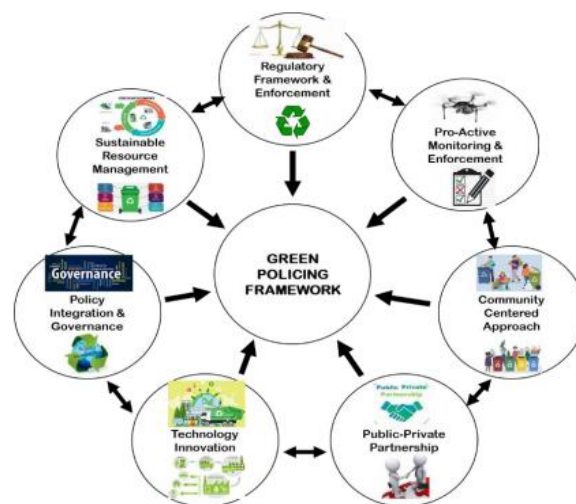 Regulatory
Framework &
Enforcement
Pro-Active
Monitoring &
Enforcement
Community
Centered
Approach
Public Private
Partnership
Public-Private
Partnership
Technology
Innovation
Governance
Policy
Integration &
Governance
Sustainable
Resource
Management
GREEN
POLICING
FRAMEWORK